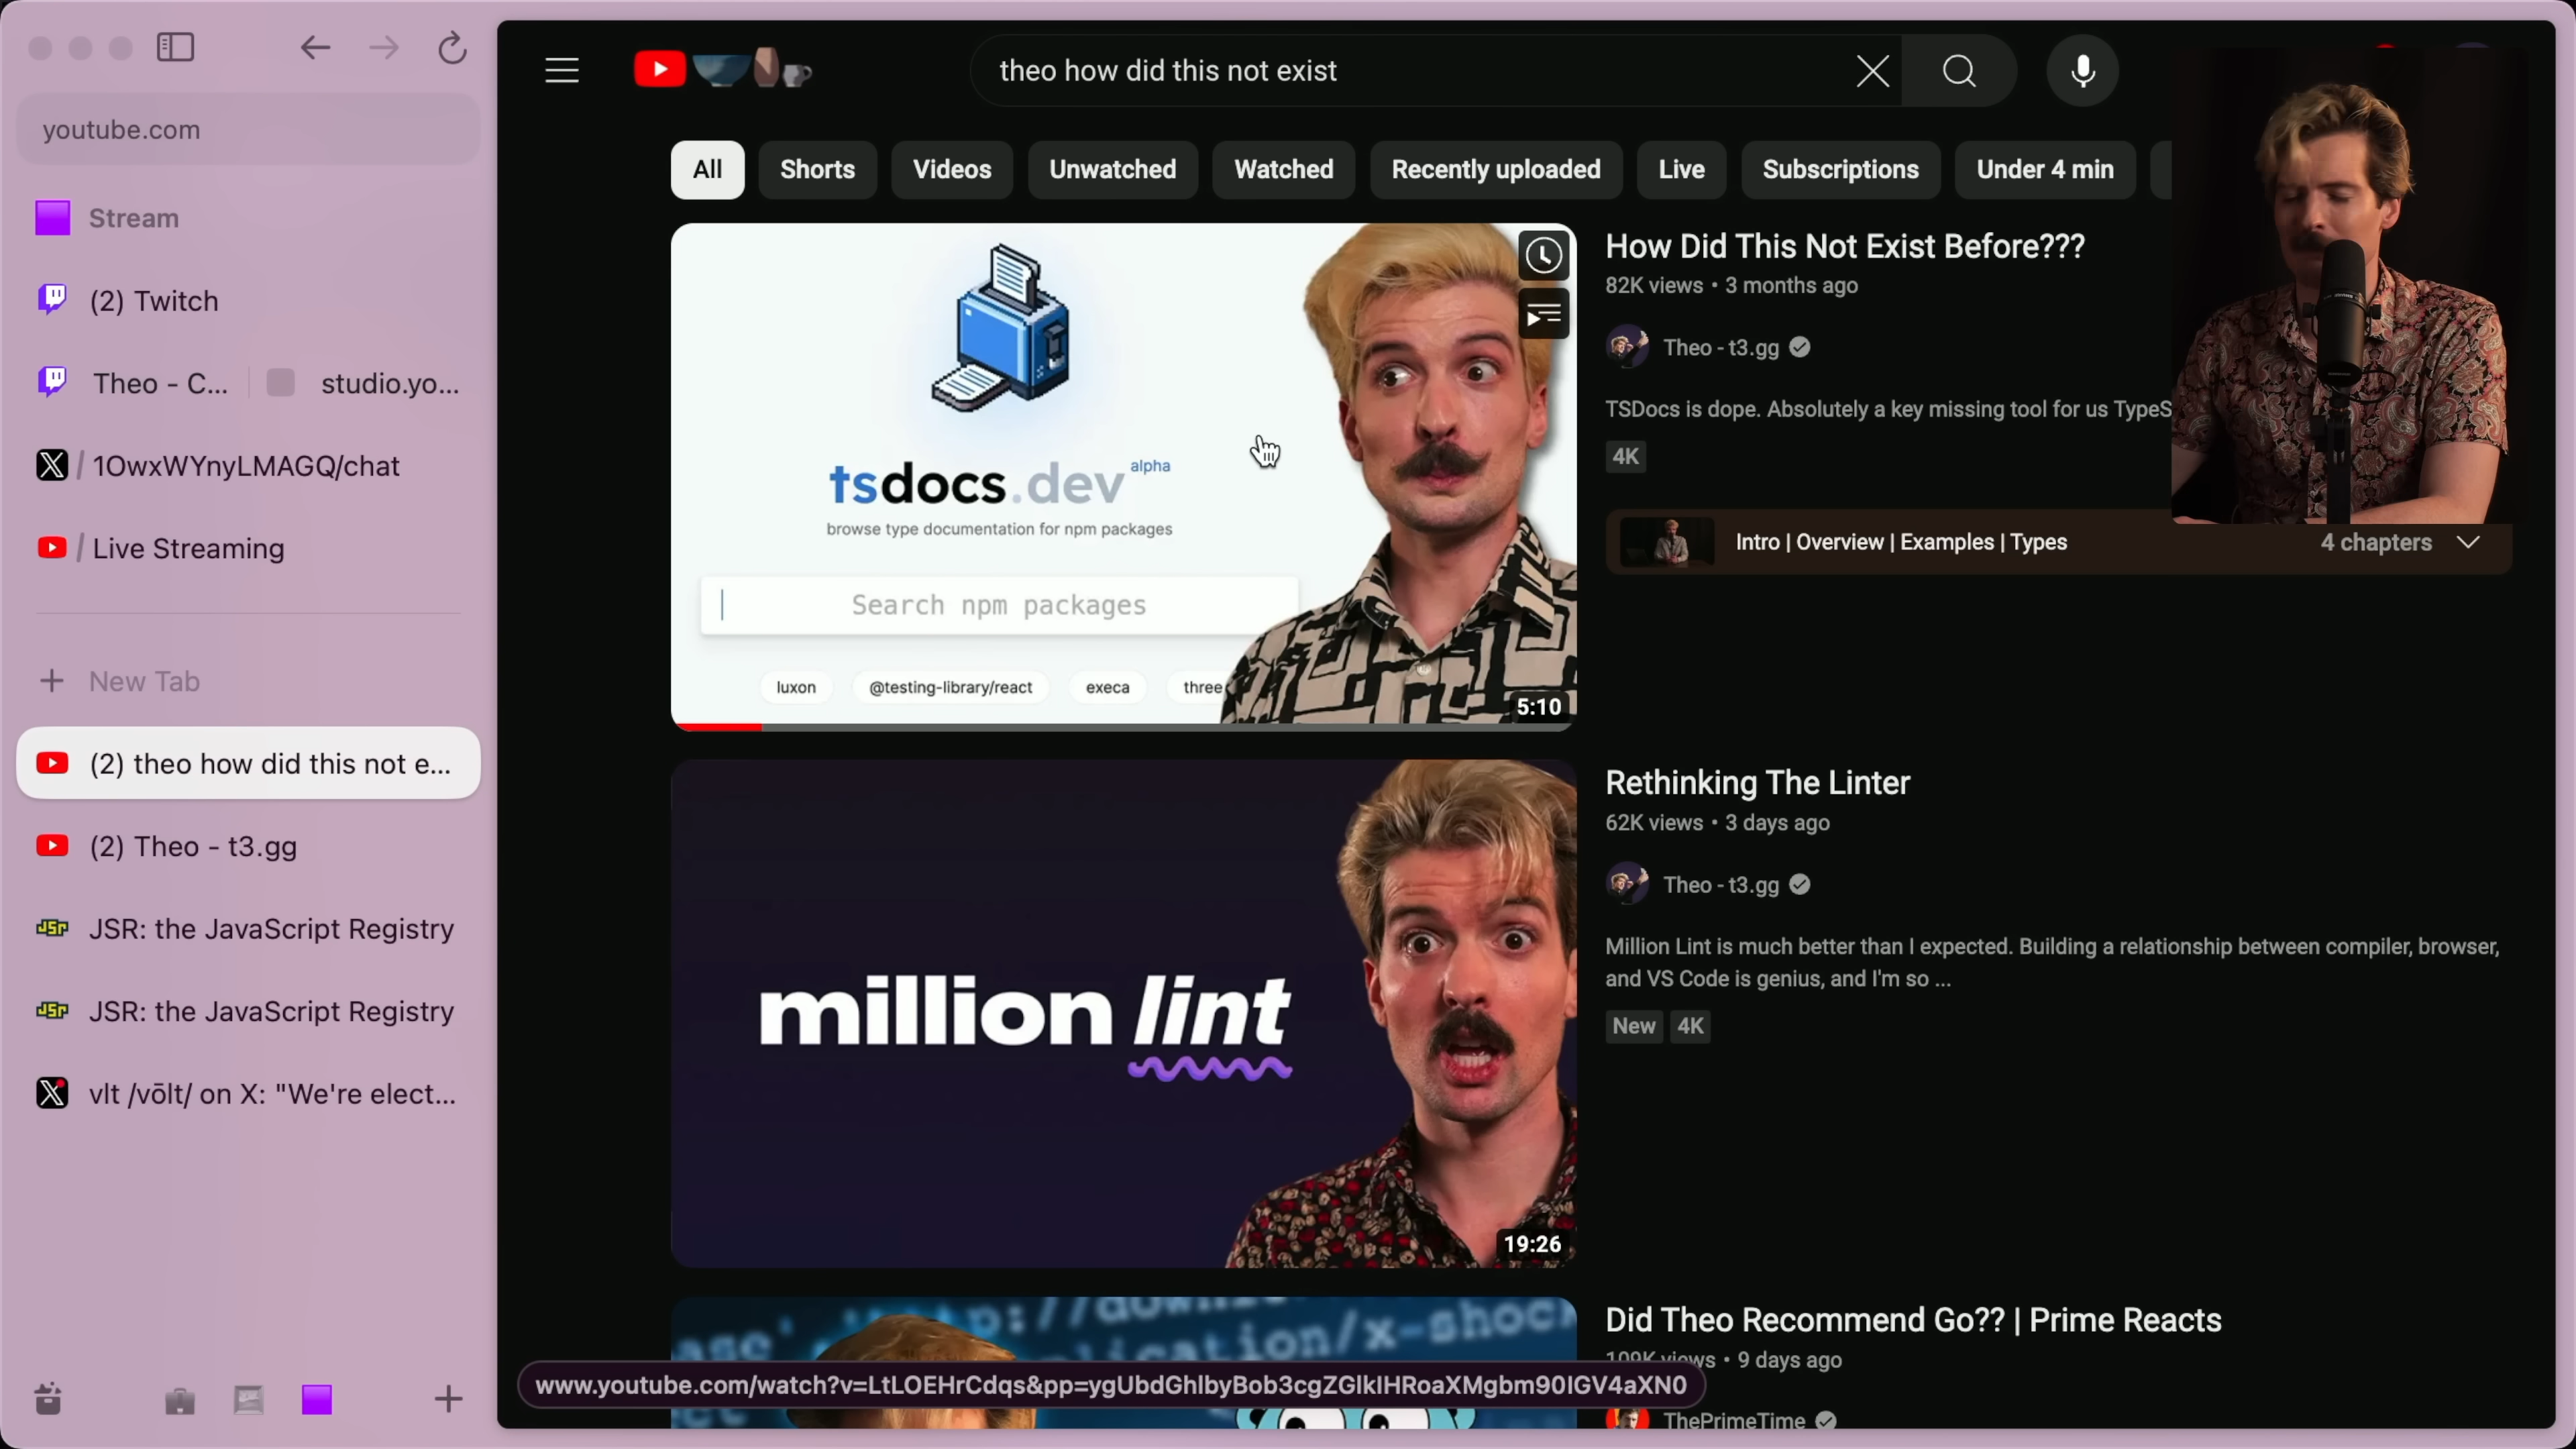 youtube.com
Stream
(2) Twitch
Theo - C... studio.yo...
/ 1OwxWYnyLMAGQ/chat
/ Live Streaming
+ New Tab
(2) theo how did this not e...
(2) Theo - t3.gg
JSR: the JavaScript Registry
JSR: the JavaScript Registry
vlt /vōlt/ on X: "We're elect...
theo how did this not exist
All Shorts Videos Unwatched Watched Recently uploaded Live Subscriptions Under 4 min
tsdocs.dev alpha
browse type documentation for npm packages
Search npm packages
luxon @testing-library/react execa three
5:10
How Did This Not Exist Before???
82K views • 3 months ago
Theo - t3.gg
TSDocs is dope. Absolutely a key missing tool for us TypeS
4K
Intro | Overview | Examples | Types 4 chapters
million lint
19:26
Rethinking The Linter
62K views • 3 days ago
Theo - t3.gg
Million Lint is much better than I expected. Building a relationship between compiler, browser,
and VS Code is genius, and I'm so ...
New 4K
Did Theo Recommend Go?? | Prime Reacts
109K views • 9 days ago
ThePrimeTime